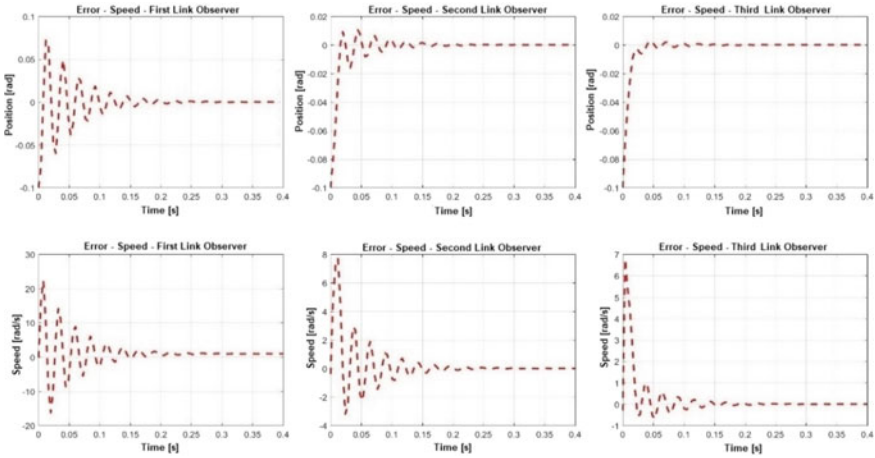 Error - Speed - First Link Observer
Position [rad]
0.1
0.05
0
-0.05
-0.1
0 0.05 0.1 0.15 0.2 0.25 0.3 0.35 0.4
Time [s]
Error - Speed - Second Link Observer
Position [rad]
0.02
0
-0.02
-0.04
-0.06
-0.08
-0.1
0 0.05 0.1 0.15 0.2 0.25 0.3 0.35 0.4
Time [s]
Error - Speed - Third Link Observer
Position [rad]
0.02
0
-0.02
-0.04
-0.06
-0.08
-0.1
0 0.05 0.1 0.15 0.2 0.25 0.3 0.35 0.4
Time [s]
Error - Speed - First Link Observer
Speed [rad/s]
30
20
10
0
-10
-20
0 0.05 0.1 0.15 0.2 0.25 0.3 0.35 0.4
Time [s]
Error - Speed - Second Link Observer
Speed [rad/s]
8
6
4
2
0
-2
-4
0 0.05 0.1 0.15 0.2 0.25 0.3 0.35 0.4
Time [s]
Error - Speed - Third Link Observer
Speed [rad/s]
7
6
5
4
3
2
1
0
-1
0 0.05 0.1 0.15 0.2 0.25 0.3 0.35 0.4
Time [s]